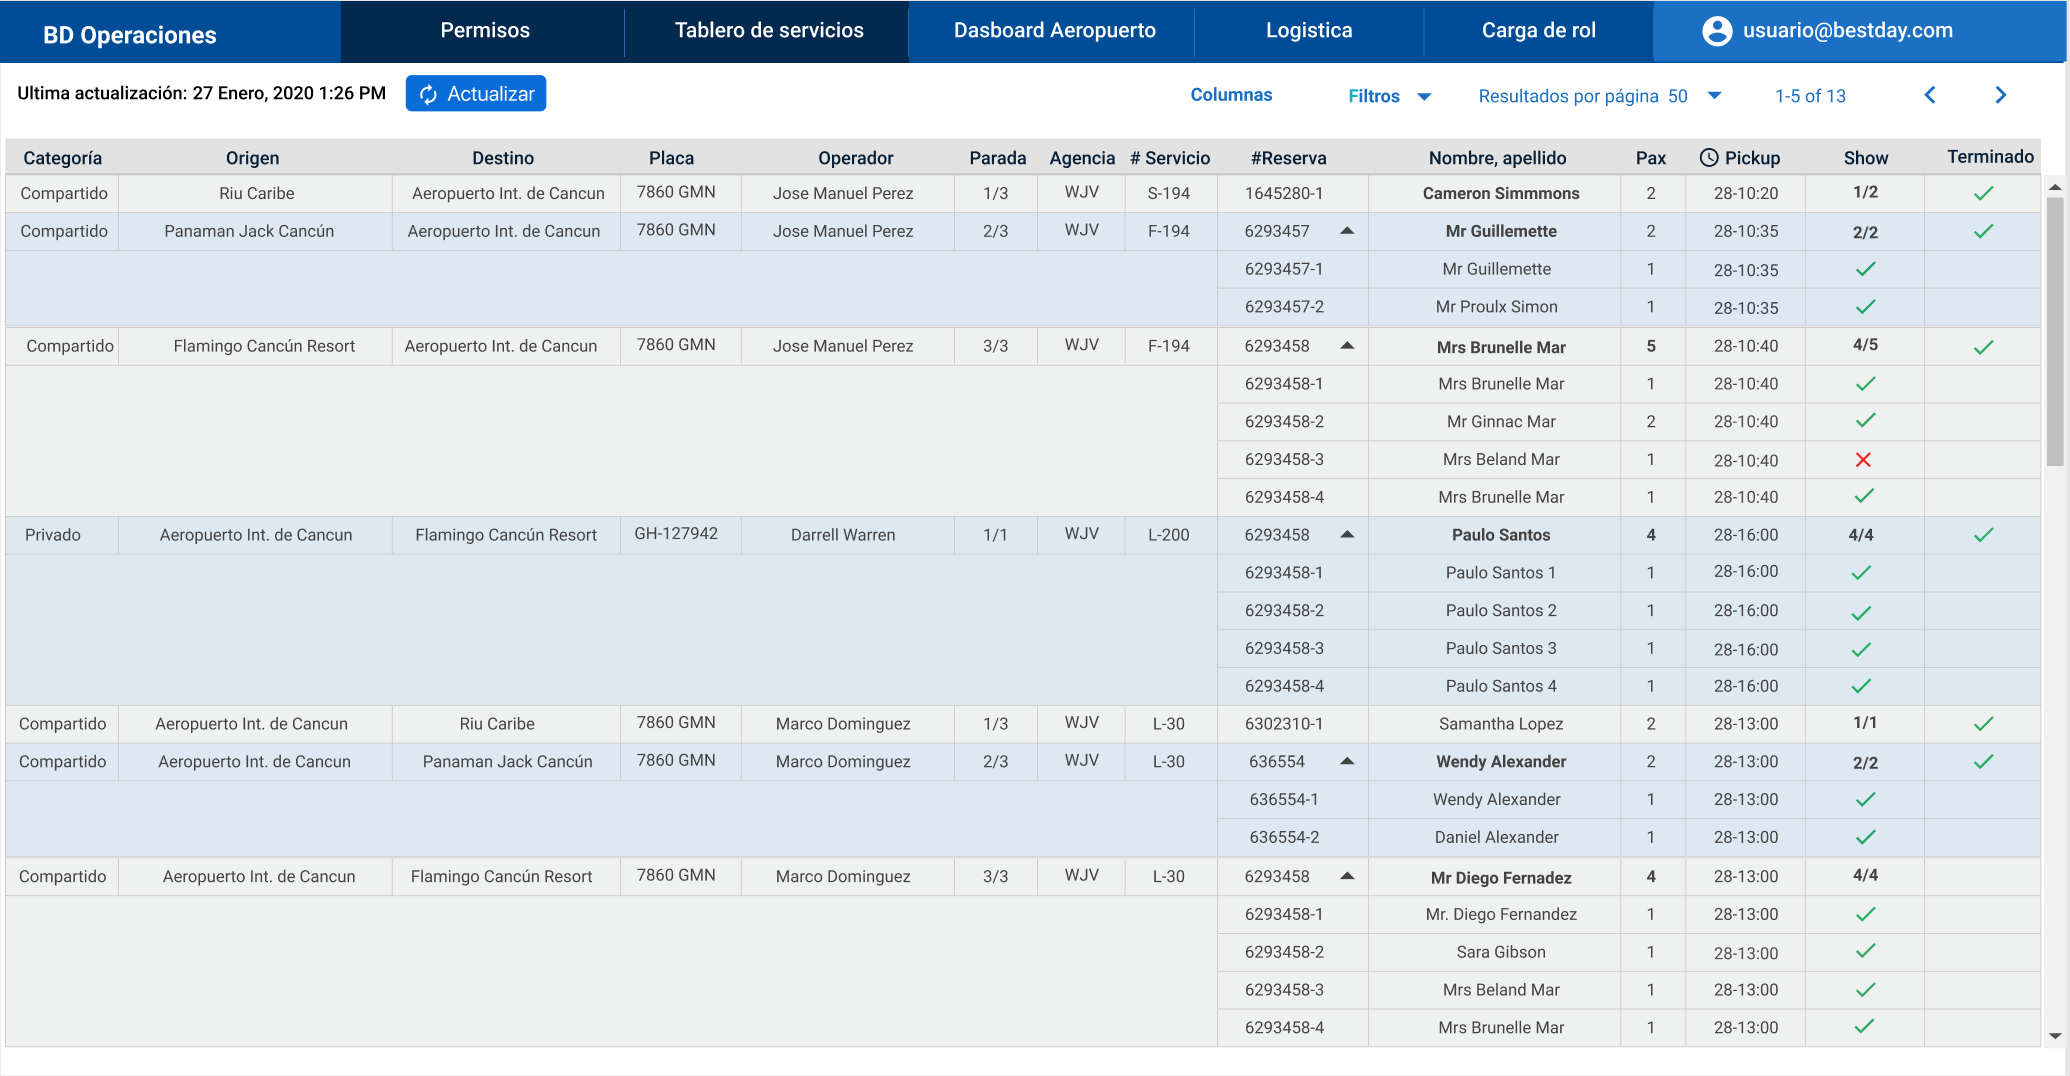 BD Operaciones Permisos Tablero de servicios Dasboard Aeropuerto Logistica Carga de rol usuario@bestday.com
Ultima actualización: 27 Enero, 2020 1:26 PM Actualizar Columnas Filtros Resultados por página 50 1-5 of 13
Categoría Origen Destino Placa Operador Parada Agencia # Servicio #Reserva Nombre, apellido Pax Pickup Show Terminado
Compartido Riu Caribe Aeropuerto Int. de Cancun 7860 GMN Jose Manuel Perez 1/3 WJV S-194 1645280-1 Cameron Simmmons 2 28-10:20 1/2
Compartido Panaman Jack Cancún Aeropuerto Int. de Cancun 7860 GMN Jose Manuel Perez 2/3 WJV F-194 6293457 Mr Guillemette 2 28-10:35 2/2
6293457-1 Mr Guillemette 1 28-10:35
6293457-2 Mr Proulx Simon 1 28-10:35
Compartido Flamingo Cancún Resort Aeropuerto Int. de Cancun 7860 GMN Jose Manuel Perez 3/3 WJV F-194 6293458 Mrs Brunelle Mar 5 28-10:40 4/5
6293458-1 Mrs Brunelle Mar 1 28-10:40
6293458-2 Mr Ginnac Mar 2 28-10:40
6293458-3 Mrs Beland Mar 1 28-10:40
6293458-4 Mrs Brunelle Mar 1 28-10:40
Privado Aeropuerto Int. de Cancun Flamingo Cancún Resort GH-127942 Darrell Warren 1/1 WJV L-200 6293458 Paulo Santos 4 28-16:00 4/4
6293458-1 Paulo Santos 1 1 28-16:00
6293458-2 Paulo Santos 2 1 28-16:00
6293458-3 Paulo Santos 3 1 28-16:00
6293458-4 Paulo Santos 4 1 28-16:00
Compartido Aeropuerto Int. de Cancun Riu Caribe 7860 GMN Marco Dominguez 1/3 WJV L-30 6302310-1 Samantha Lopez 2 28-13:00 1/1
Compartido Aeropuerto Int. de Cancun Panaman Jack Cancún 7860 GMN Marco Dominguez 2/3 WJV L-30 636554 Wendy Alexander 2 28-13:00 2/2
636554-1 Wendy Alexander 1 28-13:00
636554-2 Daniel Alexander 1 28-13:00
Compartido Aeropuerto Int. de Cancun Flamingo Cancún Resort 7860 GMN Marco Dominguez 3/3 WJV L-30 6293458 Mr Diego Fernadez 4 28-13:00 4/4
6293458-1 Mr. Diego Fernandez 1 28-13:00
6293458-2 Sara Gibson 1 28-13:00
6293458-3 Mrs Beland Mar 1 28-13:00
6293458-4 Mrs Brunelle Mar 1 28-13:00